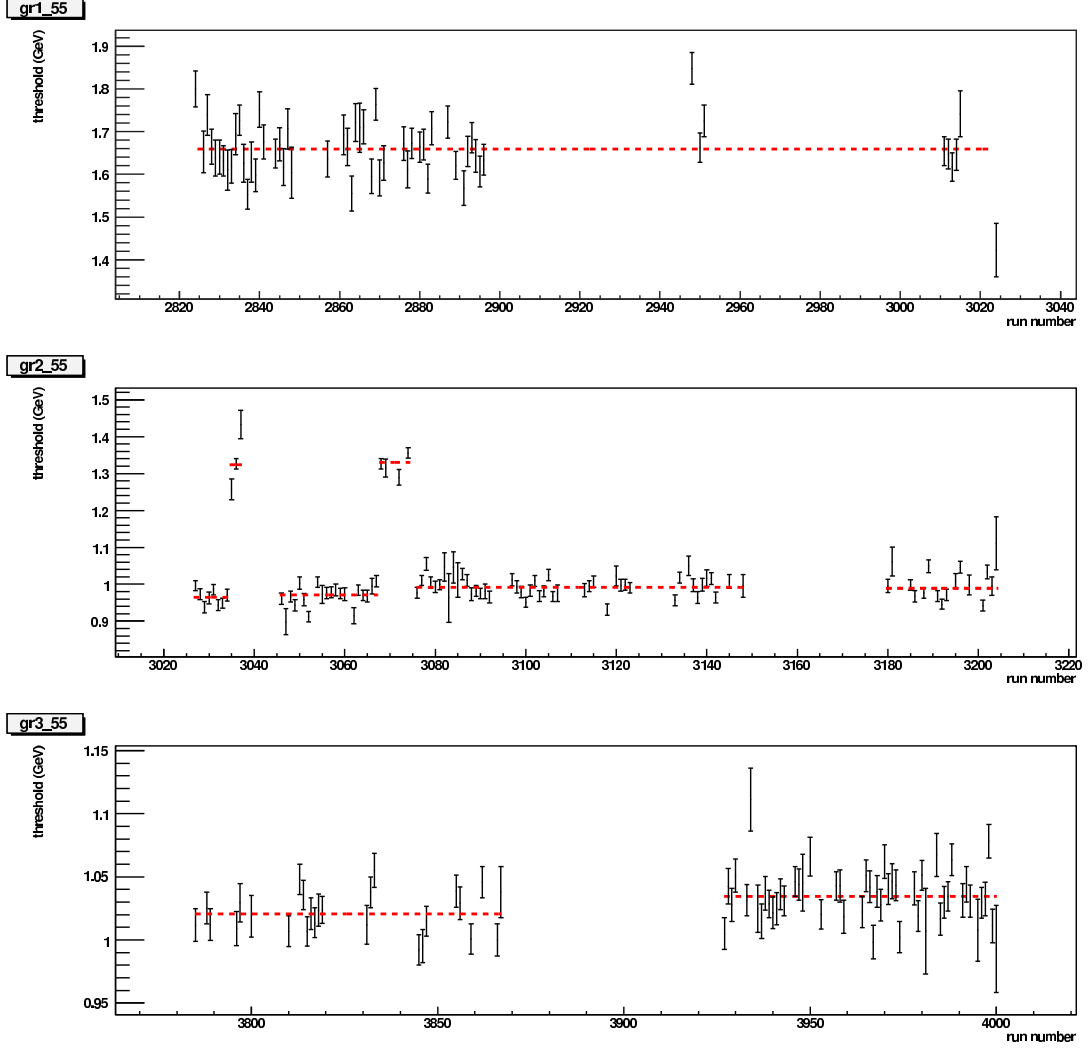 gr1_55
threshold (GeV)
1.9
1.8
1.7
1.6
1.5
1.4
2820 2840 2860 2880 2900 2920 2940 2960 2980 3000 3020 3040
run number
gr2_55
threshold (GeV)
1.5
1.4
1.3
1.2
1.1
1
0.9
3020 3040 3060 3080 3100 3120 3140 3160 3180 3200 3220
run number
gr3_55
threshold (GeV)
1.15
1.1
1.05
1
0.95
3800 3850 3900 3950 4000
run number